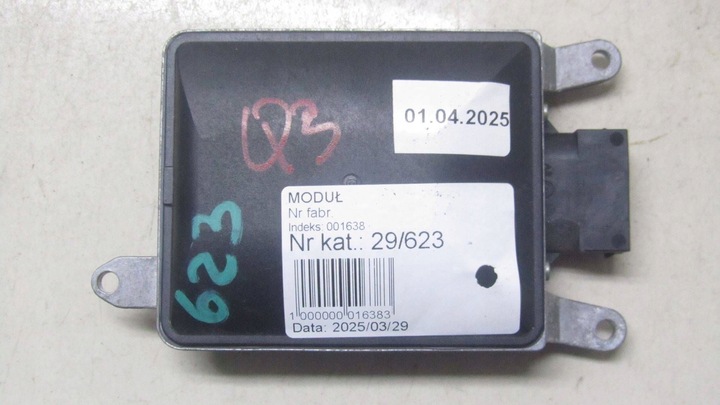 Q3
01.04.2025
623
MODUŁ
Nr fabr.
Indeks: 001638
Nr kat.: 29/623
1 000000 016383
Data: 2025/03/29